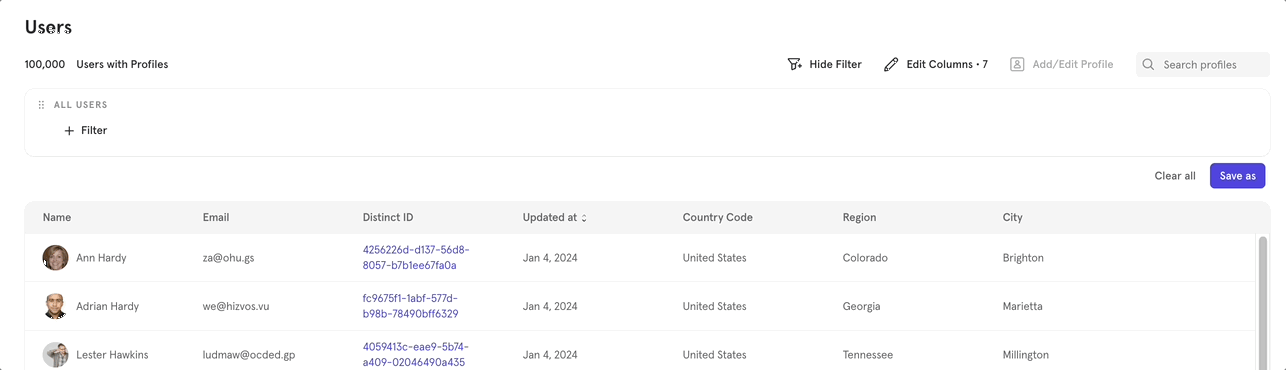 Users
100,000 Users with Profiles Hide Filter Edit Columns • 7 Add/Edit Profile Search profiles
ALL USERS
+ Filter
Clear all Save as
Name Email Distinct ID Updated at Country Code Region City
Ann Hardy za@ohu.gs 4256226d-d137-56d8- Jan 4, 2024 United States Colorado Brighton
8057-b7b1ee67fa0a
Adrian Hardy we@hizvos.vu fc9675f1-1abf-577d- Jan 4, 2024 United States Georgia Marietta
b98b-78490bff6329
Lester Hawkins ludmaw@ocded.gp 4059413c-eae9-5b74- Jan 4, 2024 United States Tennessee Millington
a409-02046490a435